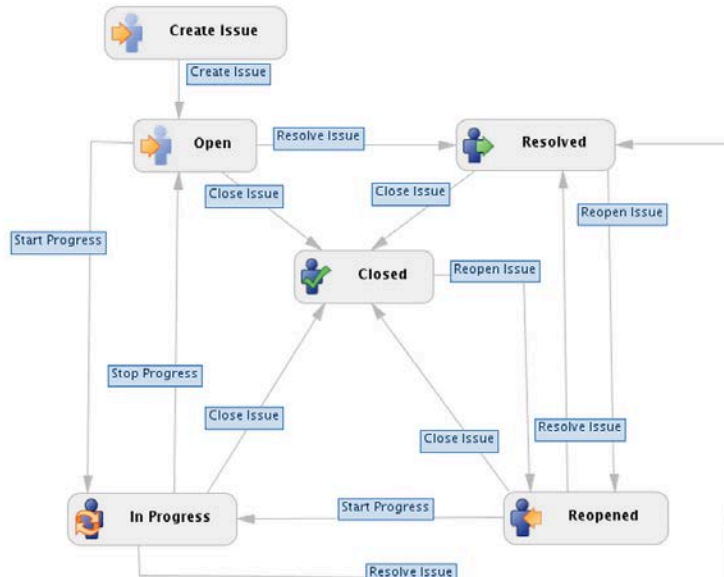 Create Issue
Create Issue
Open
Resolve Issue
Resolved
Close Issue
Close Issue
Reopen Issue
Start Progress
Closed
Reopen Issue
Stop Progress
Close Issue
Close Issue
Resolve Issue
In Progress
Start Progress
Reopened
Resolve Issue